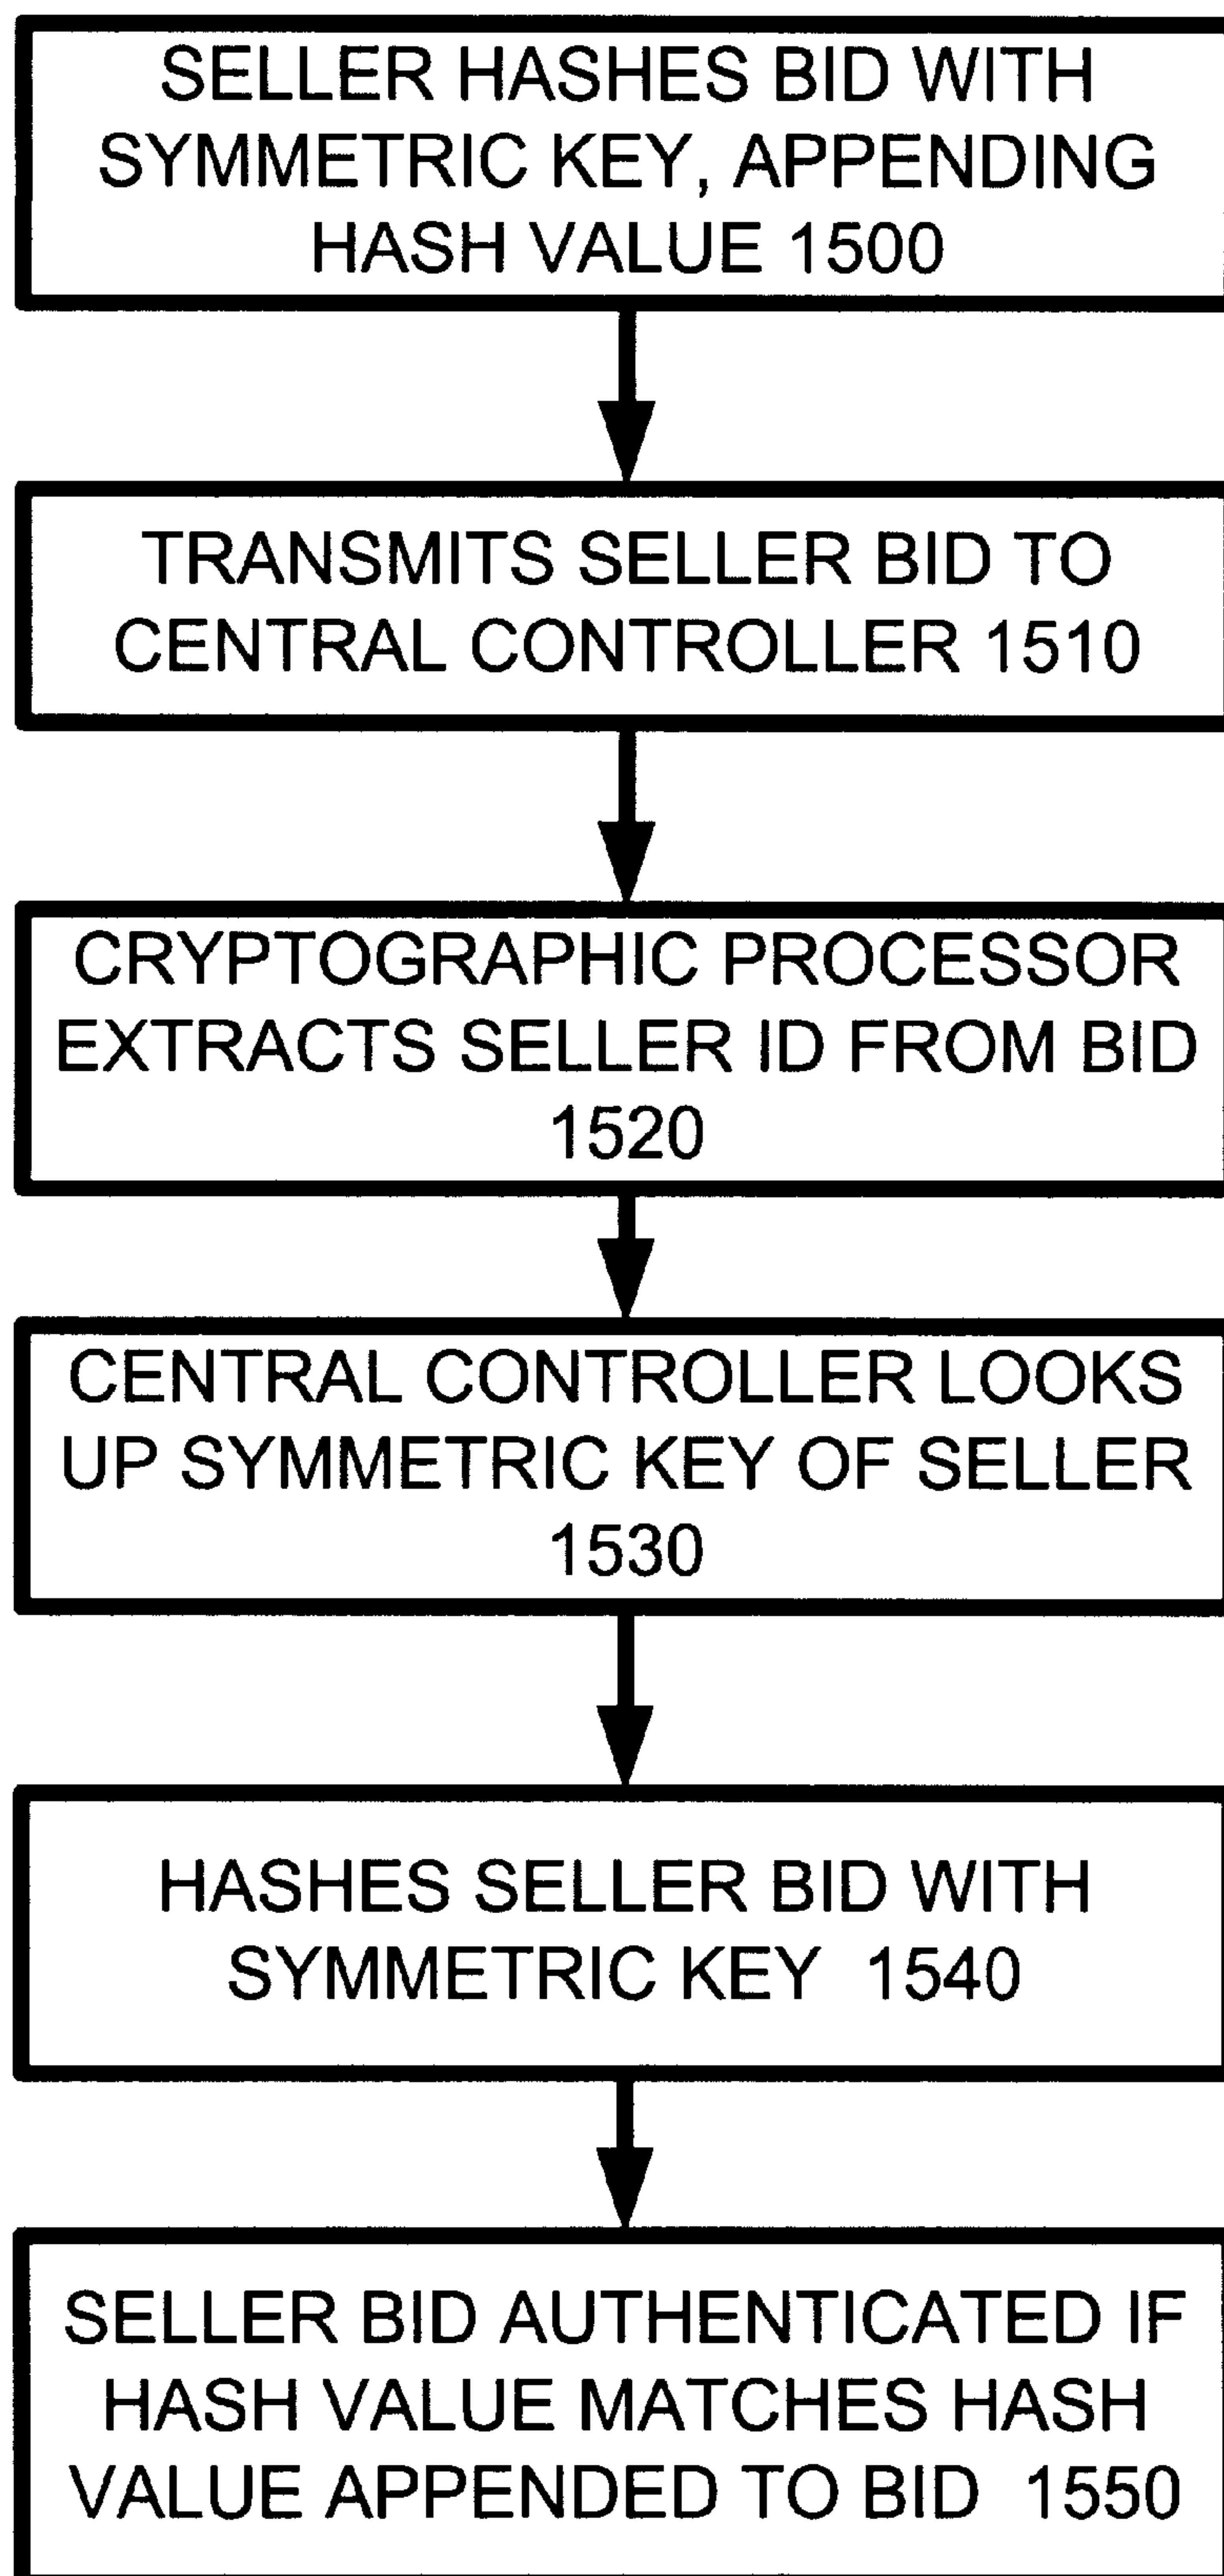 SELLER HASHES BID WITH
SYMMETRIC KEY, APPENDING
HASH VALUE 1500
TRANSMITS SELLER BID TO
CENTRAL CONTROLLER 1510
CRYPTOGRAPHIC PROCESSOR
EXTRACTS SELLER ID FROM BID
1520
CENTRAL CONTROLLER LOOKS
UP SYMMETRIC KEY OF SELLER
1530
HASHES SELLER BID WITH
SYMMETRIC KEY 1540
SELLER BID AUTHENTICATED IF
HASH VALUE MATCHES HASH
VALUE APPENDED TO BID 1550